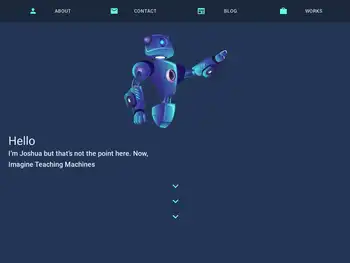 ABOUT CONTACT BLOG WORKS
Hello
I'm Joshua but that's not the point here. Now,
Imagine Teaching Machines